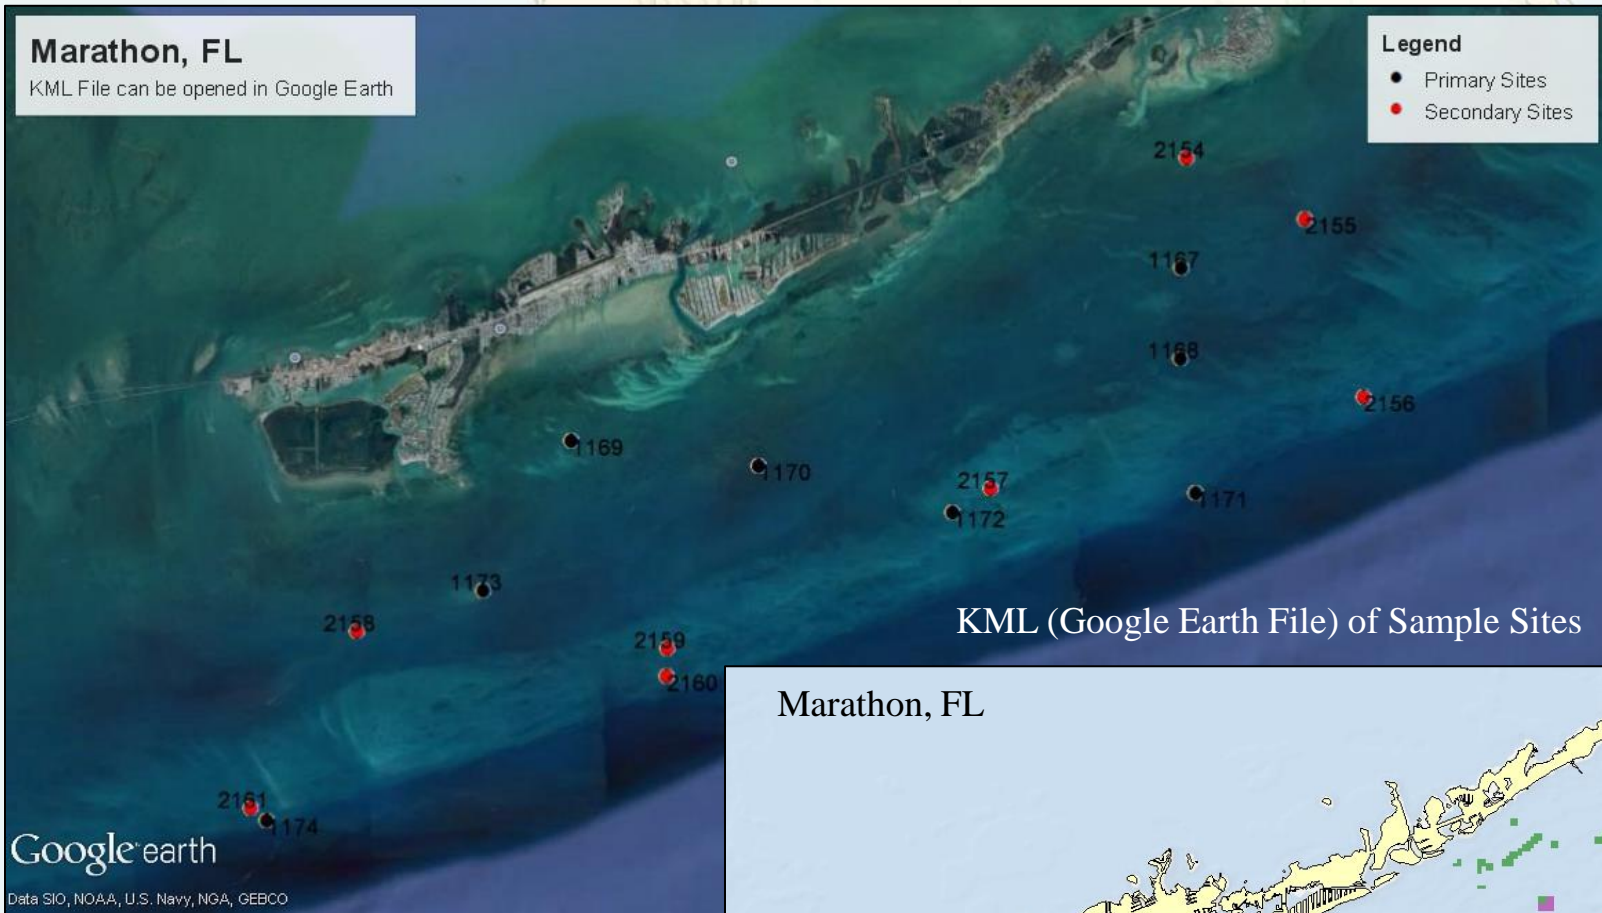 Marathon, FL
KML File can be opened in Google Earth
Legend
Primary Sites
Secondary Sites
2154
2155
1167
1168
2156
1169
1170
2157
1172
1171
1173
2158
2159
2160
2161
1174
KML (Google Earth File) of Sample Sites
Marathon, FL
Google earth
Data SIO, NOAA, U.S. Navy, NGA, GEBCO